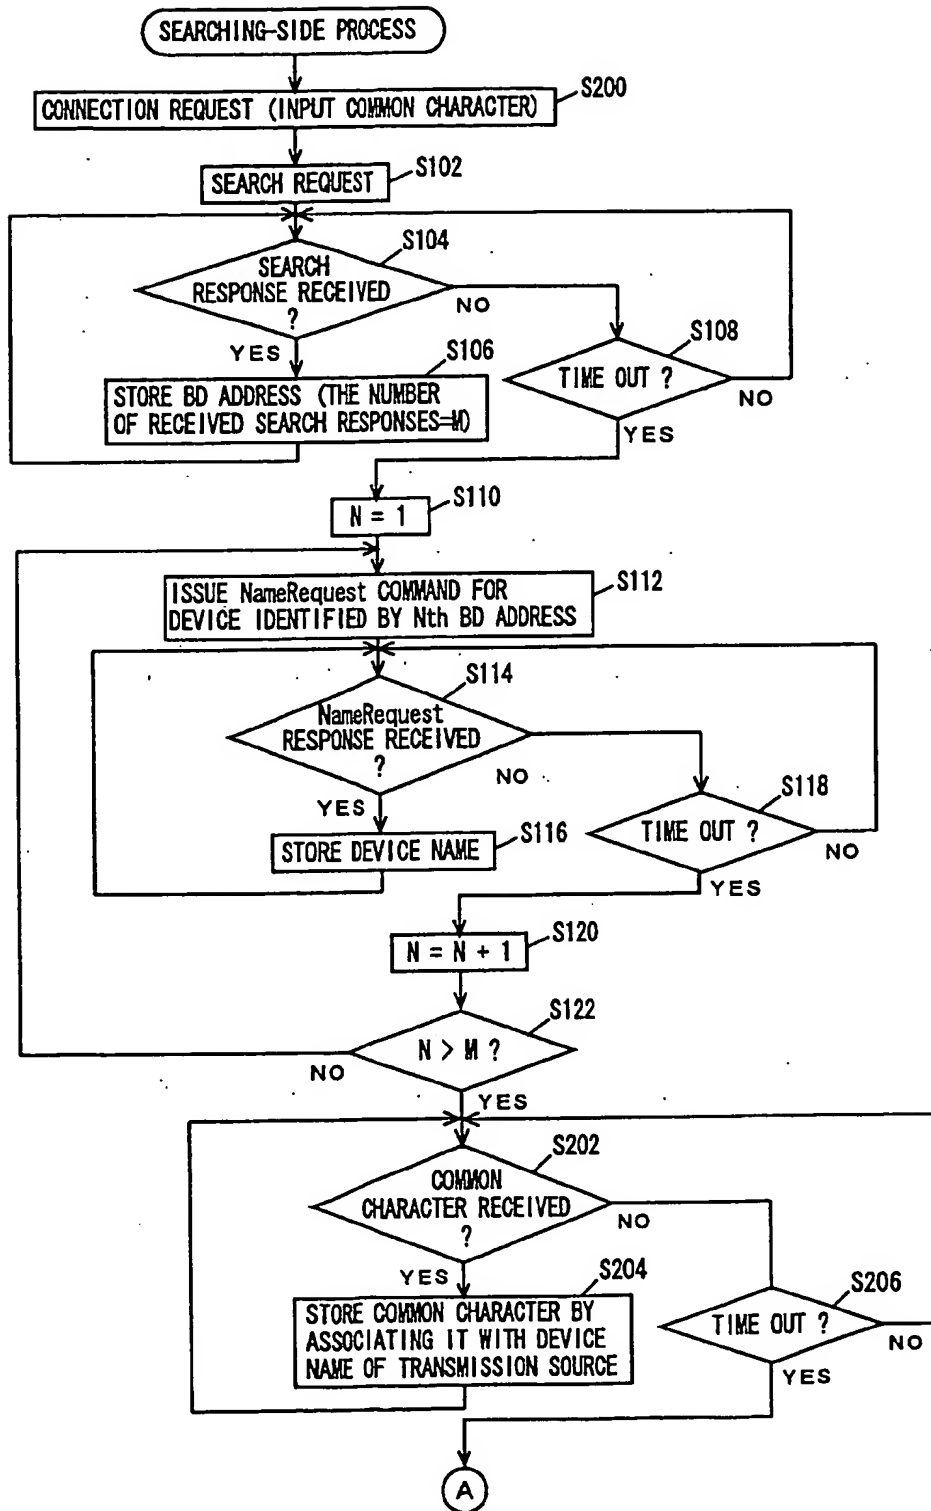 SEARCHING-SIDE PROCESS
S200
CONNECTION REQUEST (INPUT COMMON CHARACTER)
S102
SEARCH REQUEST
S104
SEARCH
RESPONSE RECEIVED
?
NO
YES
S106
STORE BD ADDRESS (THE NUMBER
OF RECEIVED SEARCH RESPONSES=M)
S108
TIME OUT ?
NO
YES
S110
N = 1
S112
ISSUE NameRequest COMMAND FOR
DEVICE IDENTIFIED BY Nth BD ADDRESS
S114
NameRequest
RESPONSE RECEIVED
?
NO
YES
S116
STORE DEVICE NAME
S118
TIME OUT ?
NO
YES
S120
N = N + 1
S122
N > M ?
NO
YES
S202
COMMON
CHARACTER RECEIVED
?
NO
YES
S204
STORE COMMON CHARACTER BY
ASSOCIATING IT WITH DEVICE
NAME OF TRANSMISSION SOURCE
S206
TIME OUT ?
NO
YES
A